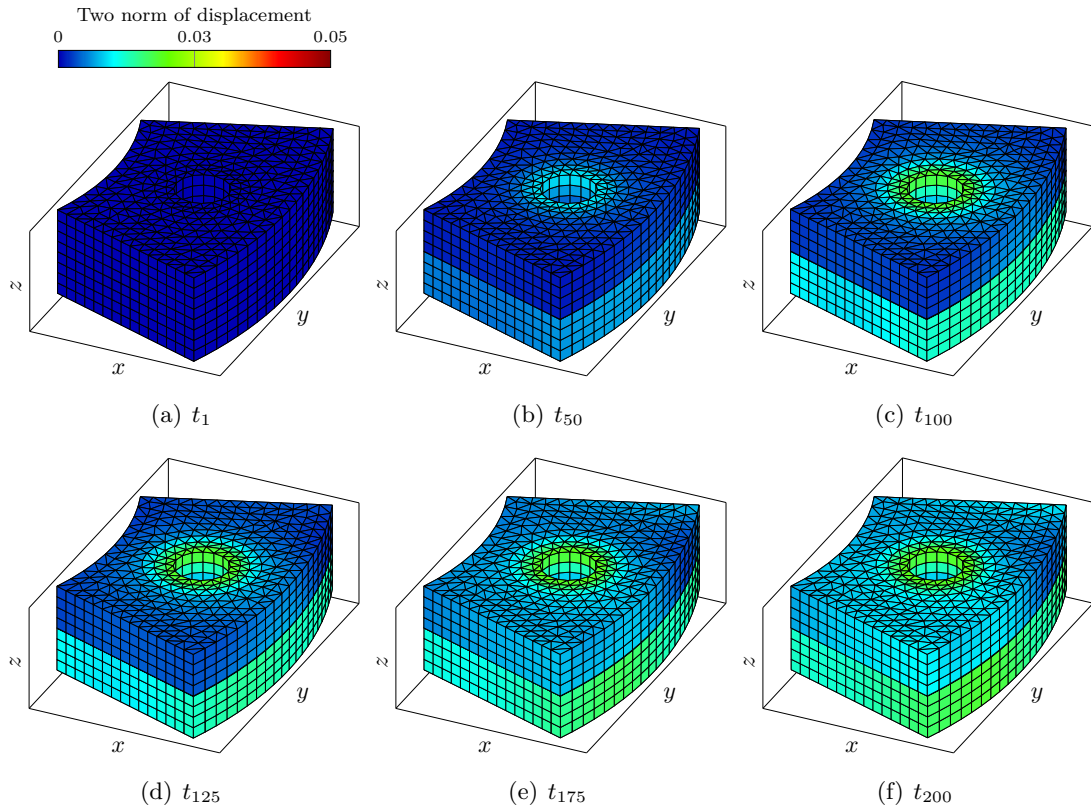 Two norm of displacement
0 0.03 0.05
z x y z x y z x y
(a) t₁ (b) t₅₀ (c) t₁₀₀
z x y z x y z x y
(d) t₁₂₅ (e) t₁₇₅ (f) t₂₀₀